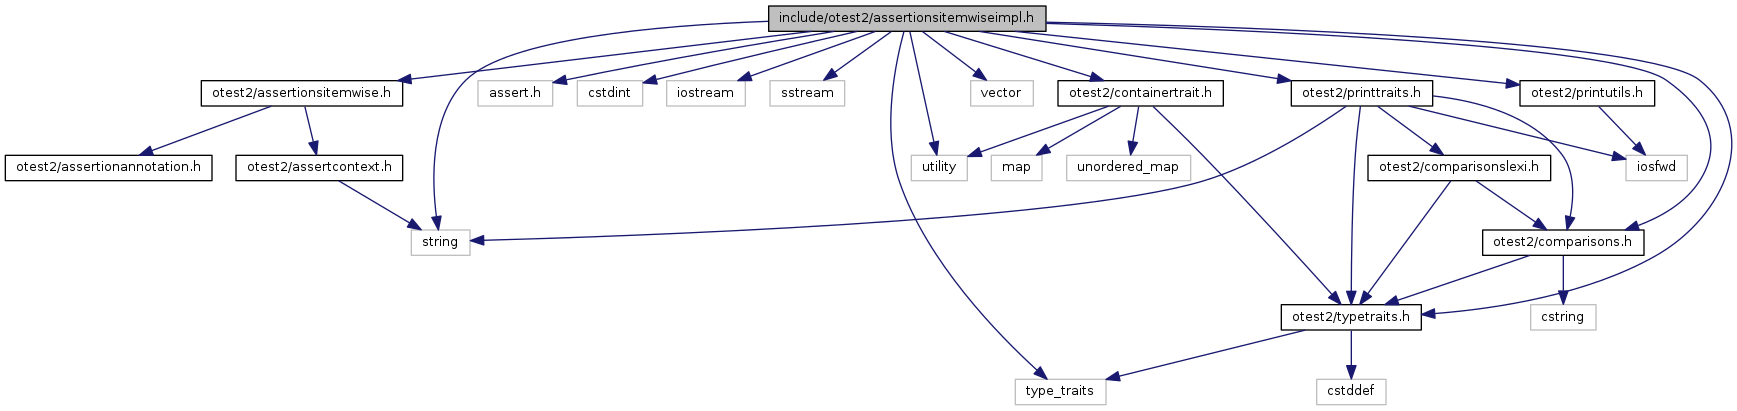 include/otest2/assertionsitemwiseimpl.h
otest2/assertionsitemwise.h
assert.h
cstdint
iostream
sstream
vector
otest2/containertrait.h
otest2/printtraits.h
otest2/printutils.h
otest2/assertionannotation.h
otest2/assertcontext.h
utility
map
unordered_map
otest2/comparisonslexi.h
iosfwd
string
otest2/comparisons.h
otest2/typetraits.h
cstring
type_traits
cstddef